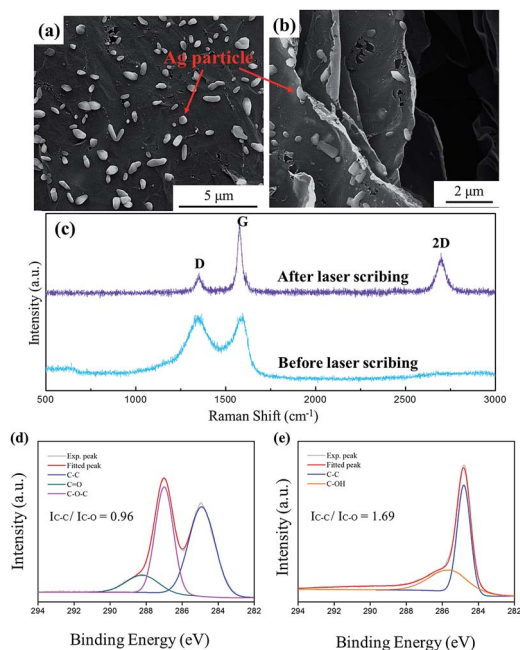 (a)
(b)
Ag particle
5 μm
2 μm
(c)
G
D
2D
After laser scribing
Before laser scribing
Intensity (a.u.)
500 1000 1500 2000 2500 3000
Raman Shift (cm-1)
(d)
Exp. peak
Fitted peak
C-C
C=O
C-O-C
IC-C/ IC-O = 0.96
Intensity (a.u.)
294 292 290 288 286 284 282
Binding Energy (eV)
(e)
Exp. peak
Fitted peak
C-C
C-OH
IC-C/ IC-O = 1.69
Intensity (a.u.)
294 292 290 288 286 284 282
Binding Energy (eV)